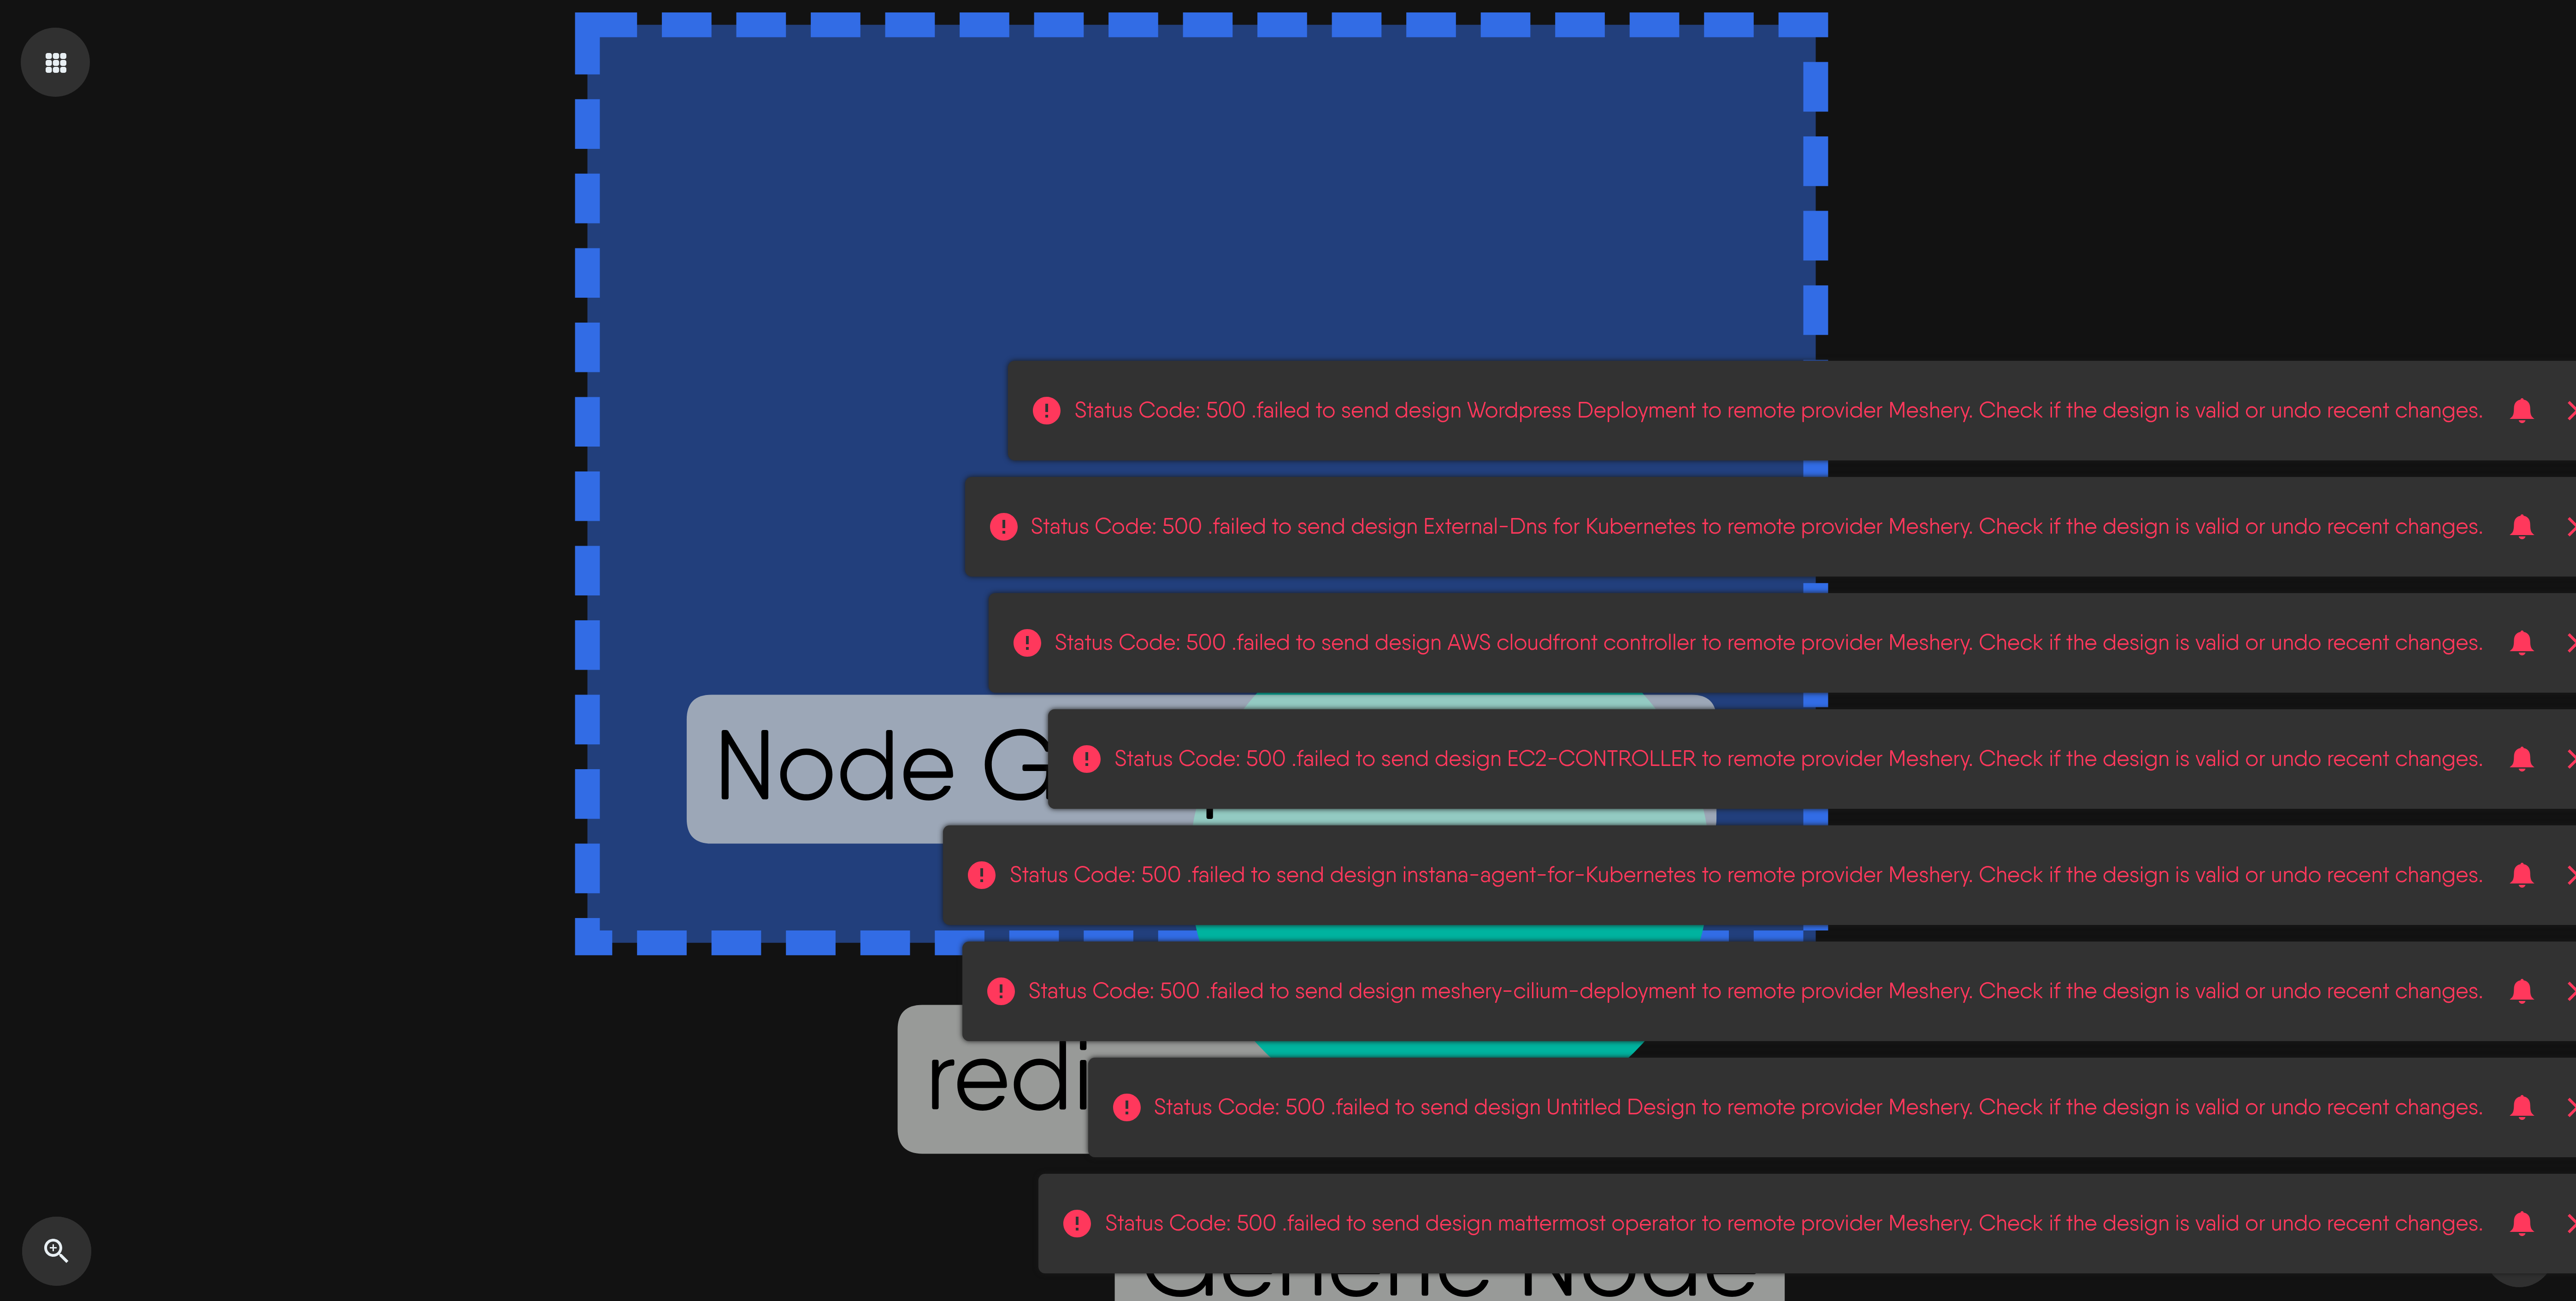 Status Code: 500 .failed to send design Wordpress Deployment to remote provider Meshery. Check if the design is valid or undo recent changes.
Status Code: 500 .failed to send design External-Dns for Kubernetes to remote provider Meshery. Check if the design is valid or undo recent changes.
Status Code: 500 .failed to send design AWS cloudfront controller to remote provider Meshery. Check if the design is valid or undo recent changes.
Node
Status Code: 500 .failed to send design EC2-CONTROLLER to remote provider Meshery. Check if the design is valid or undo recent changes.
Status Code: 500 .failed to send design instana-agent-for-Kubernetes to remote provider Meshery. Check if the design is valid or undo recent changes.
Status Code: 500 .failed to send design meshery-cilium-deployment to remote provider Meshery. Check if the design is valid or undo recent changes.
Status Code: 500 .failed to send design Untitled Design to remote provider Meshery. Check if the design is valid or undo recent changes.
Status Code: 500 .failed to send design mattermost operator to remote provider Meshery. Check if the design is valid or undo recent changes.
Generic Node